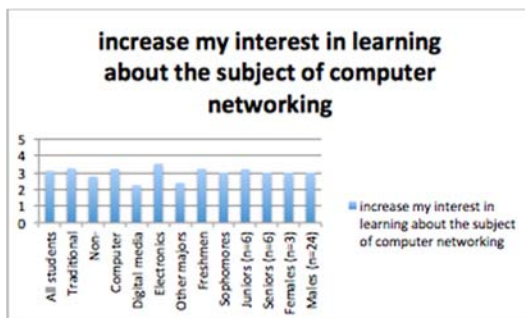 increase my interest in learning
about the subject of computer
networking
5
4
3
2
1
0
All students
Traditional
Non-
Computer
Digital media
Electronics
Other majors
Freshmen
Sophomores
Juniors (n=6)
Seniors (n=6)
Females (n=3)
Males (n=24)
increase my interest in
learning about the subject
of computer networking